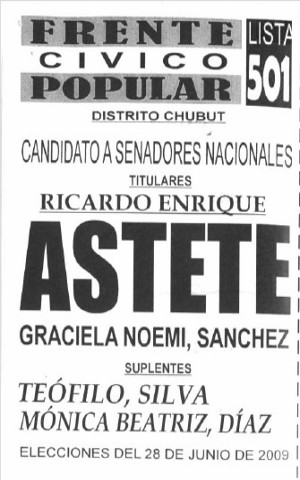 FRENTE
CIVICO
POPULAR
LISTA
501
DISTRITO CHUBUT
CANDIDATO A SENADORES NACIONALES
TITULARES
RICARDO ENRIQUE
ASTETE
GRACIELA NOEMI, SANCHEZ
SUPLENTES
TEÓFILO, SILVA
MÓNICA BEATRIZ, DÍAZ
ELECCIONES DEL 28 DE JUNIO DE 2009